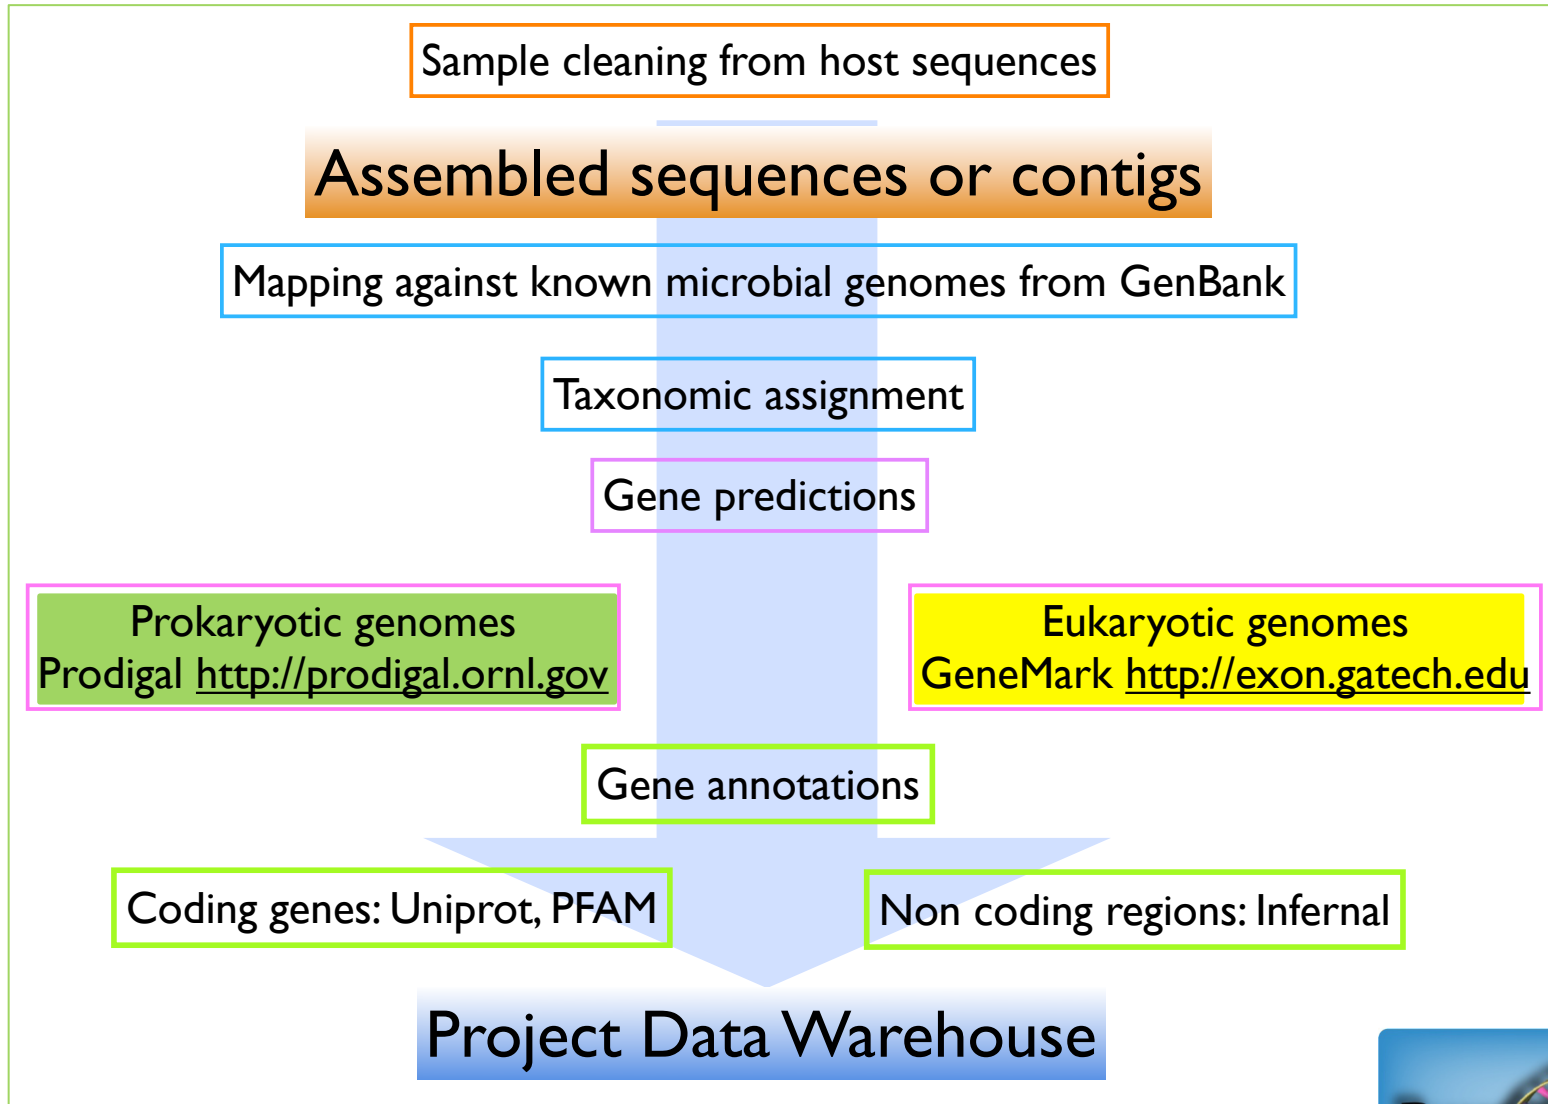 Sample cleaning from host sequences
Assembled sequences or contigs
Mapping against known microbial genomes from GenBank
Taxonomic assignment
Gene predictions
Prokaryotic genomes
Prodigal http://prodigal.ornl.gov
Eukaryotic genomes
GeneMark http://exon.gatech.edu
Gene annotations
Coding genes: Uniprot, PFAM
Non coding regions: Infernal
Project Data Warehouse